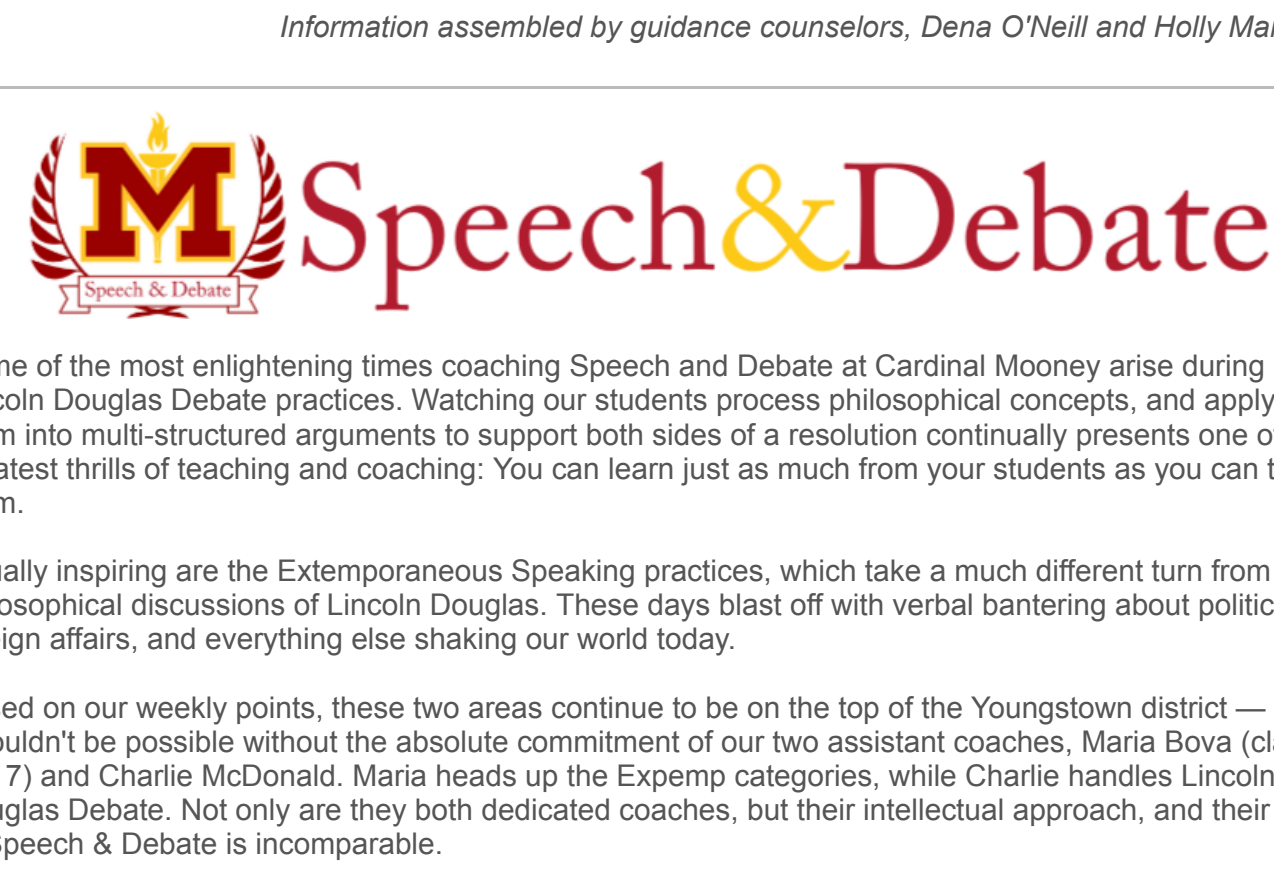 Information assembled by guidance counselors, Dena O'Neill and Holly
M
Speech & Debate
Speech&Debate
me of the most enlightening times coaching Speech and Debate at Cardinal Mooney arise during
coln Douglas Debate practices. Watching our students process philosophical concepts, and apply
m into multi-structured arguments to support both sides of a resolution continually presents one of
atest thrills of teaching and coaching: You can learn just as much from your students as you can t
m.
ually inspiring are the Extemporaneous Speaking practices, which take a much different turn from
losophical discussions of Lincoln Douglas. These days blast off with verbal bantering about politic
eign affairs, and everything else shaking our world today.
sed on our weekly points, these two areas continue to be on the top of the Youngstown district —
ouldn't be possible without the absolute commitment of our two assistant coaches, Maria Bova (cla
17) and Charlie McDonald. Maria heads up the Expemp categories, while Charlie handles Lincoln
uglas Debate. Not only are they both dedicated coaches, but their intellectual approach, and their
Speech & Debate is incomparable.